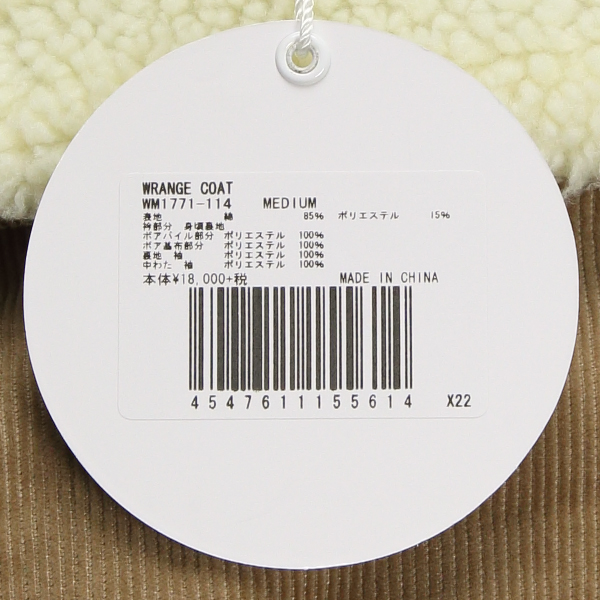 WRANGE COAT
WM1771-114 MEDIUM
表地 綿 85% ポリエステル 15%
衿部分 身頃裏地
ボアパイル部分 ポリエステル 100%
ボア基布部分 ポリエステル 100%
裏地 袖 ポリエステル 100%
中わた 袖 ポリエステル 100%
本体¥18,000+税 MADE IN CHINA
4547611155614 X22